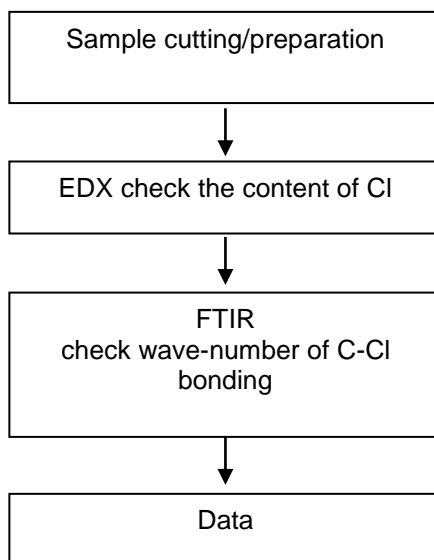 Sample cutting/preparation
EDX check the content of Cl
FTIR
check wave-number of C-Cl
bonding
Data